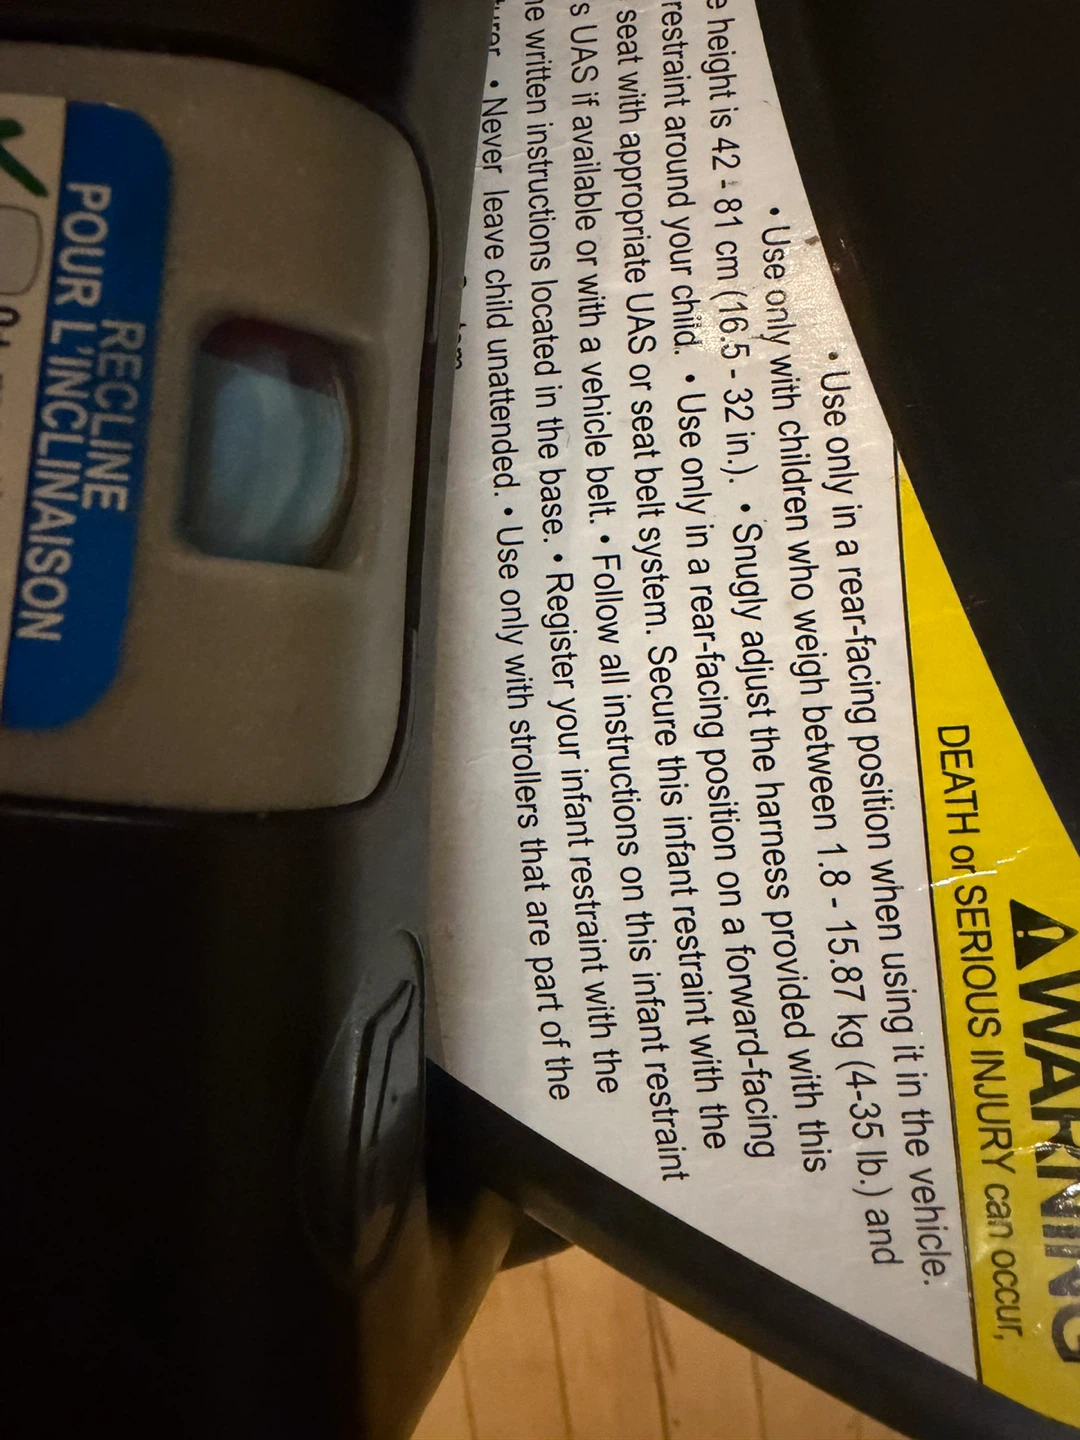 WARNING
DEATH or SERIOUS INJURY can occur,
• Use only in a rear-facing position when using it in the vehicle.
• Use only with children who weigh between 1.8 - 15.87 kg (4-35 lb.) and
height is 42 - 81 cm (16.5 - 32 in.). • Snugly adjust the harness provided with this
restraint around your child. • Use only in a rear-facing position on a forward-facing
seat with appropriate UAS or seat belt system. Secure this infant restraint with the
UAS if available or with a vehicle belt. • Follow all instructions on this infant restraint
written instructions located in the base. • Register your infant restraint with the
• Never leave child unattended. • Use only with strollers that are part of the
RECLINE
POUR L'INCLINAISON